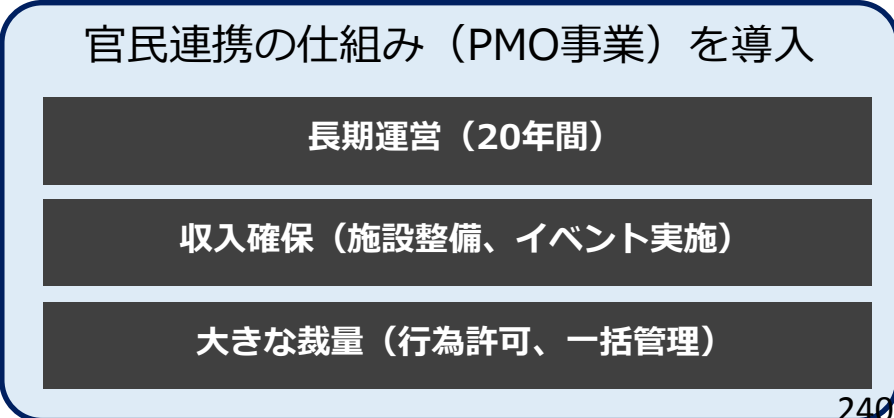 官民連携の仕組み（PMO事業）を導入
長期運営（20年間）
収入確保（施設整備、イベント実施）
大きな裁量（行為許可、一括管理）
240